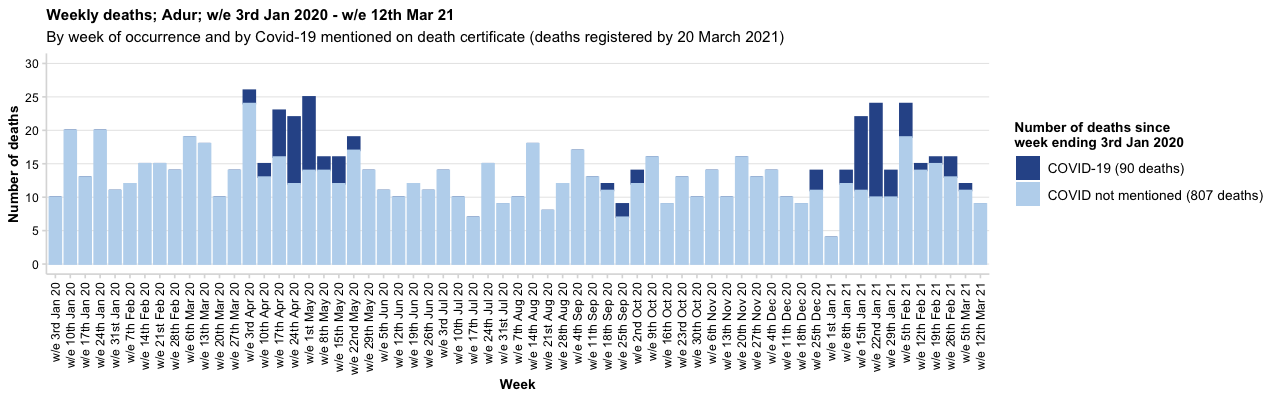 Weekly deaths; Adur; w/e 3rd Jan 2020 - w/e 12th Mar 21
By week of occurrence and by Covid-19 mentioned on death certificate (deaths registered by 20 March 2021)
Number of deaths
30
25
20
15
10
5
0
w/e 3rd Jan 20
w/e 10th Jan 20
w/e 17th Jan 20
w/e 24th Jan 20
w/e 31st Jan 20
w/e 7th Feb 20
w/e 14th Feb 20
w/e 21st Feb 20
w/e 28th Feb 20
w/e 6th Mar 20
w/e 13th Mar 20
w/e 20th Mar 20
w/e 27th Mar 20
w/e 3rd Apr 20
w/e 10th Apr 20
w/e 17th Apr 20
w/e 24th Apr 20
w/e 1st May 20
w/e 8th May 20
w/e 15th May 20
w/e 22nd May 20
w/e 29th May 20
w/e 5th Jun 20
w/e 12th Jun 20
w/e 19th Jun 20
w/e 26th Jun 20
w/e 3rd Jul 20
w/e 10th Jul 20
w/e 17th Jul 20
w/e 24th Jul 20
w/e 31st Jul 20
w/e 7th Aug 20
w/e 14th Aug 20
w/e 21st Aug 20
w/e 28th Aug 20
w/e 4th Sep 20
w/e 11th Sep 20
w/e 18th Sep 20
w/e 25th Sep 20
w/e 2nd Oct 20
w/e 9th Oct 20
w/e 16th Oct 20
w/e 23rd Oct 20
w/e 30th Oct 20
w/e 6th Nov 20
w/e 13th Nov 20
w/e 20th Nov 20
w/e 27th Nov 20
w/e 4th Dec 20
w/e 11th Dec 20
w/e 18th Dec 20
w/e 25th Dec 20
w/e 1st Jan 21
w/e 8th Jan 21
w/e 15th Jan 21
w/e 22nd Jan 21
w/e 29th Jan 21
w/e 5th Feb 21
w/e 12th Feb 21
w/e 19th Feb 21
w/e 26th Feb 21
w/e 5th Mar 21
w/e 12th Mar 21
Week
Number of deaths since
week ending 3rd Jan 2020
COVID-19 (90 deaths)
COVID not mentioned (807 deaths)